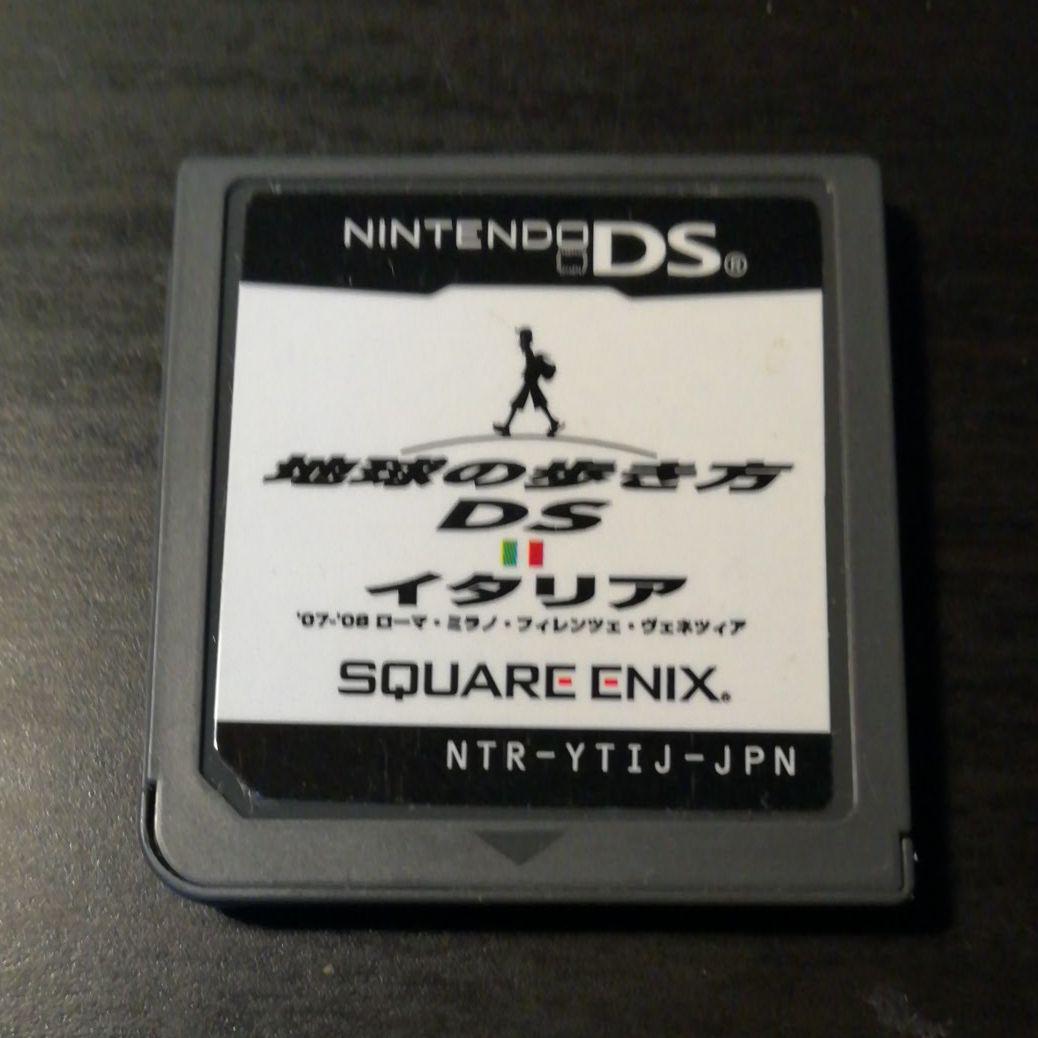 NINTENDO DS®
地球の歩き方
DS
イタリア
'07-'08 ローマ・ミラノ・フィレンツェ・ヴェネツィア
SQUARE ENIX.
NTR-YTIJ-JPN